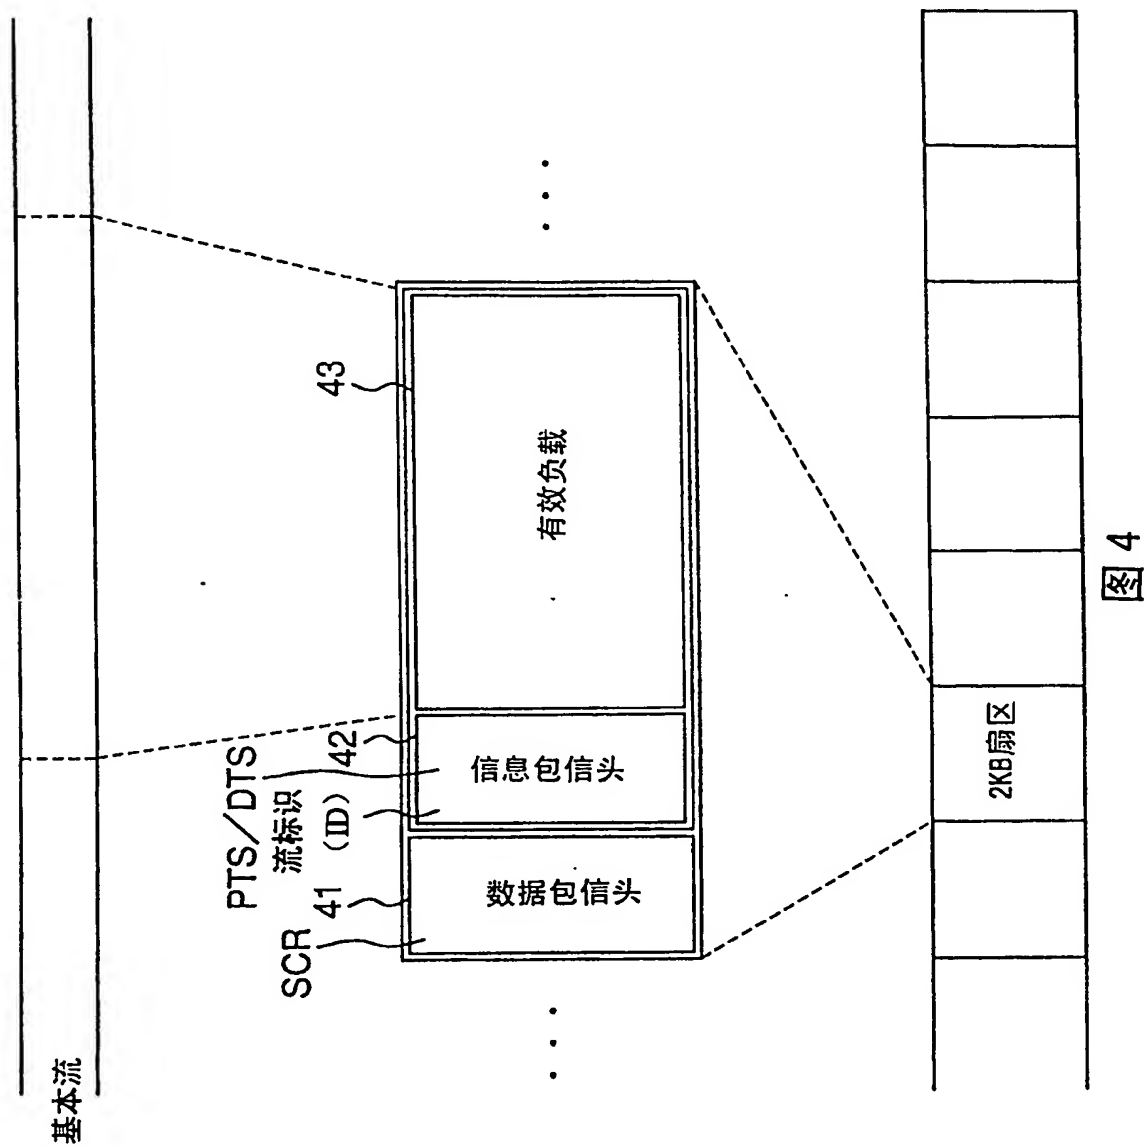 基本流
SCR
41
PTS/DTS
流标识
(ID)
42
43
数据包信头
信息包信头
有效负载
2KB扇区
图 4